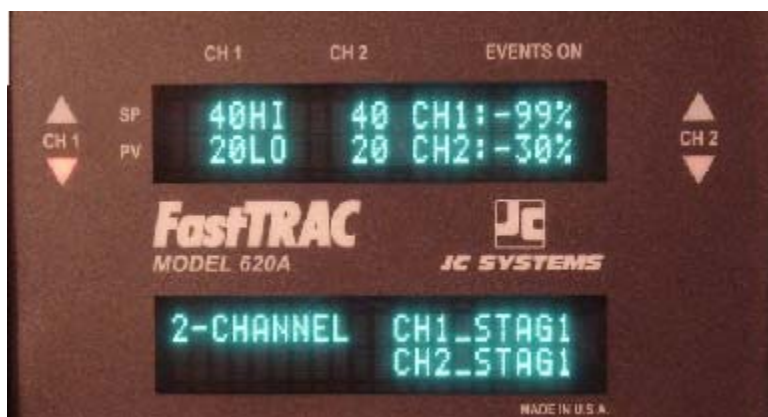 CH 1 CH 2 EVENTS ON
SP 40HI 40 CH1:-99%
CH 1 CH 2
PV 20LO 20 CH2:-30%
FastTRAC Jc
MODEL 620A JC SYSTEMS
2-CHANNEL CH1_STAG1
CH2_STAG1
MADE IN U.S.A.